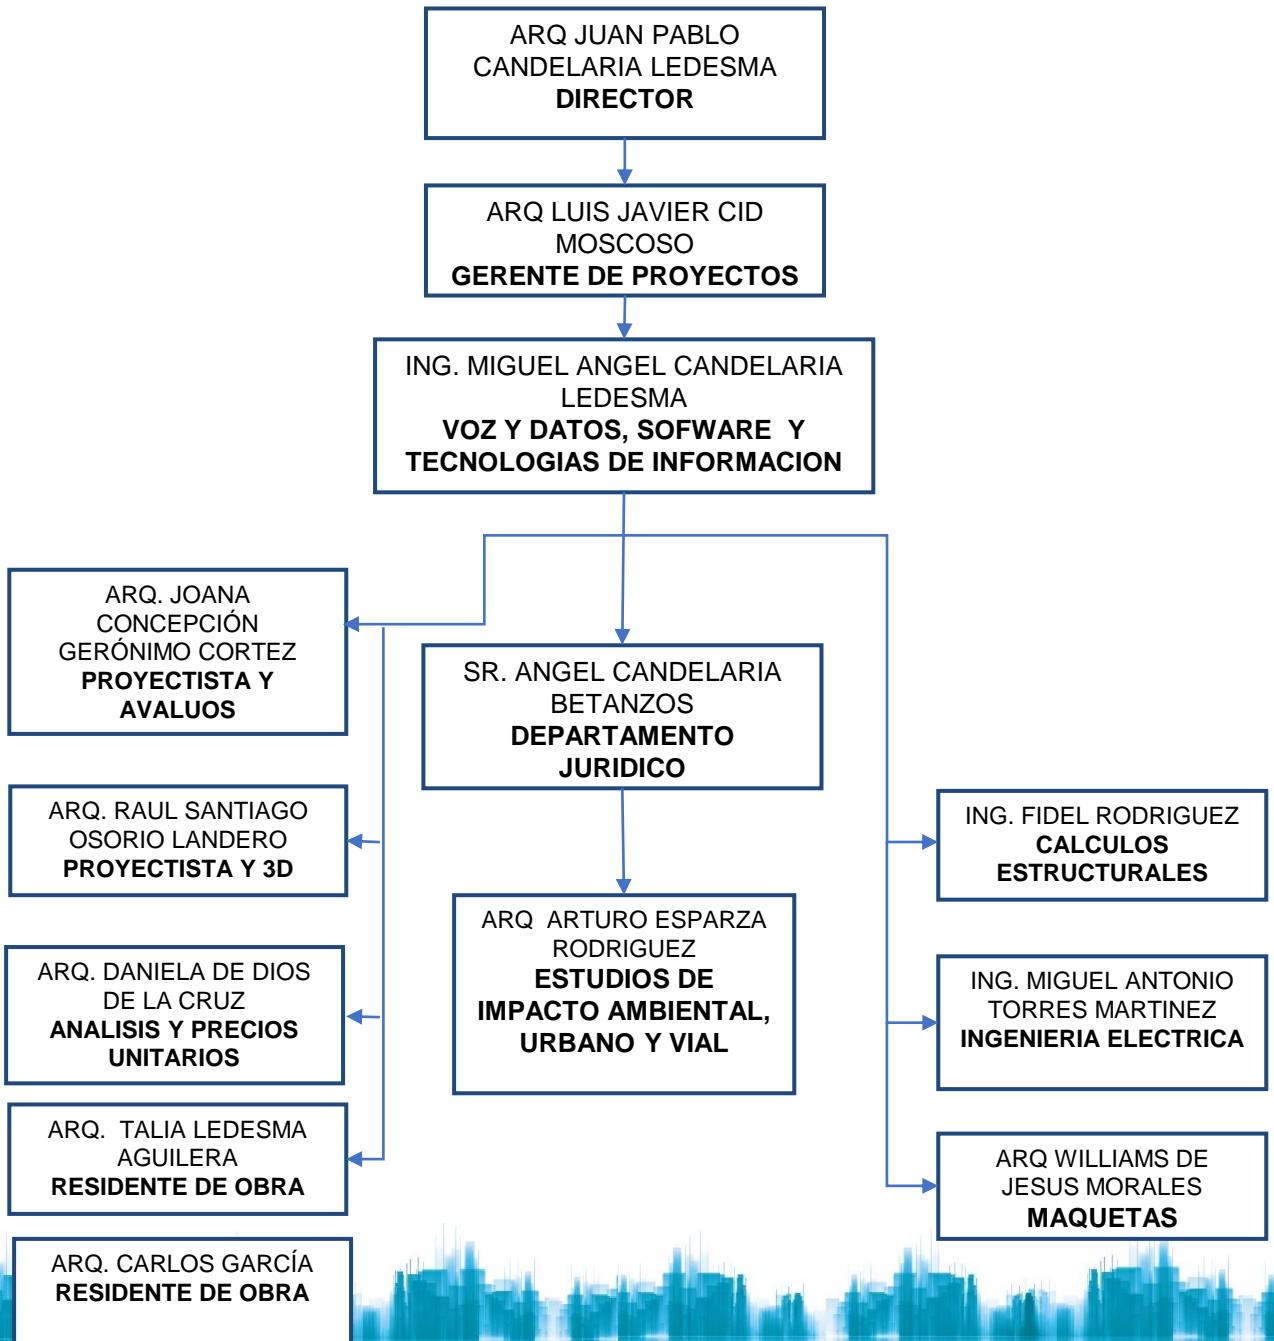 ARQ JUAN PABLO
CANDELARIA LEDESMA
DIRECTOR
ARQ LUIS JAVIER CID
MOSCOSO
GERENTE DE PROYECTOS
ING. MIGUEL ANGEL CANDELARIA
LEDESMA
VOZ Y DATOS, SOFWARE Y
TECNOLOGIAS DE INFORMACION
ARQ. JOANA
CONCEPCIÓN
GERÓNIMO CORTEZ
PROYECTISTA Y
AVALUOS
ARQ. RAUL SANTIAGO
OSORIO LANDERO
PROYECTISTA Y 3D
ARQ. DANIELA DE DIOS
DE LA CRUZ
ANALISIS Y PRECIOS
UNITARIOS
ARQ. TALIA LEDESMA
AGUILERA
RESIDENTE DE OBRA
ARQ. CARLOS GARCÍA
RESIDENTE DE OBRA
SR. ANGEL CANDELARIA
BETANZOS
DEPARTAMENTO
JURIDICO
ARQ ARTURO ESPARZA
RODRIGUEZ
ESTUDIOS DE
IMPACTO AMBIENTAL,
URBANO Y VIAL
ING. FIDEL RODRIGUEZ
CALCULOS
ESTRUCTURALES
ING. MIGUEL ANTONIO
TORRES MARTINEZ
INGENIERIA ELECTRICA
ARQ WILLIAMS DE
JESUS MORALES
MAQUETAS